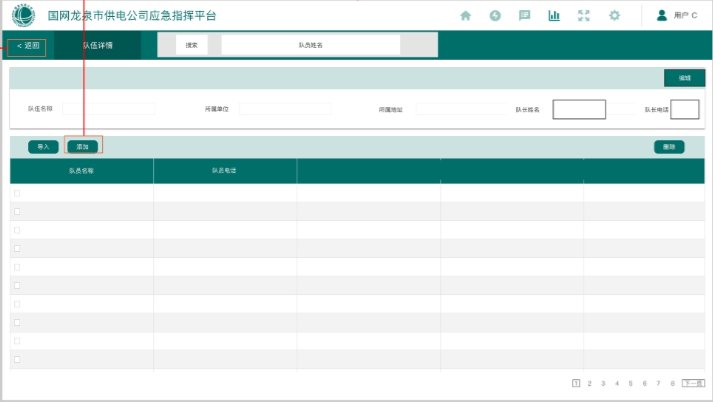 国网龙泉市供电公司应急指挥平台
用户 C
< 返回
队伍详情
搜索
队员姓名
编辑
队伍名称
所属单位
所属地址
队长姓名
队长电话
导入
添加
删除
队员名称
队员电话
1 2 3 4 5 6 7 8 下一页